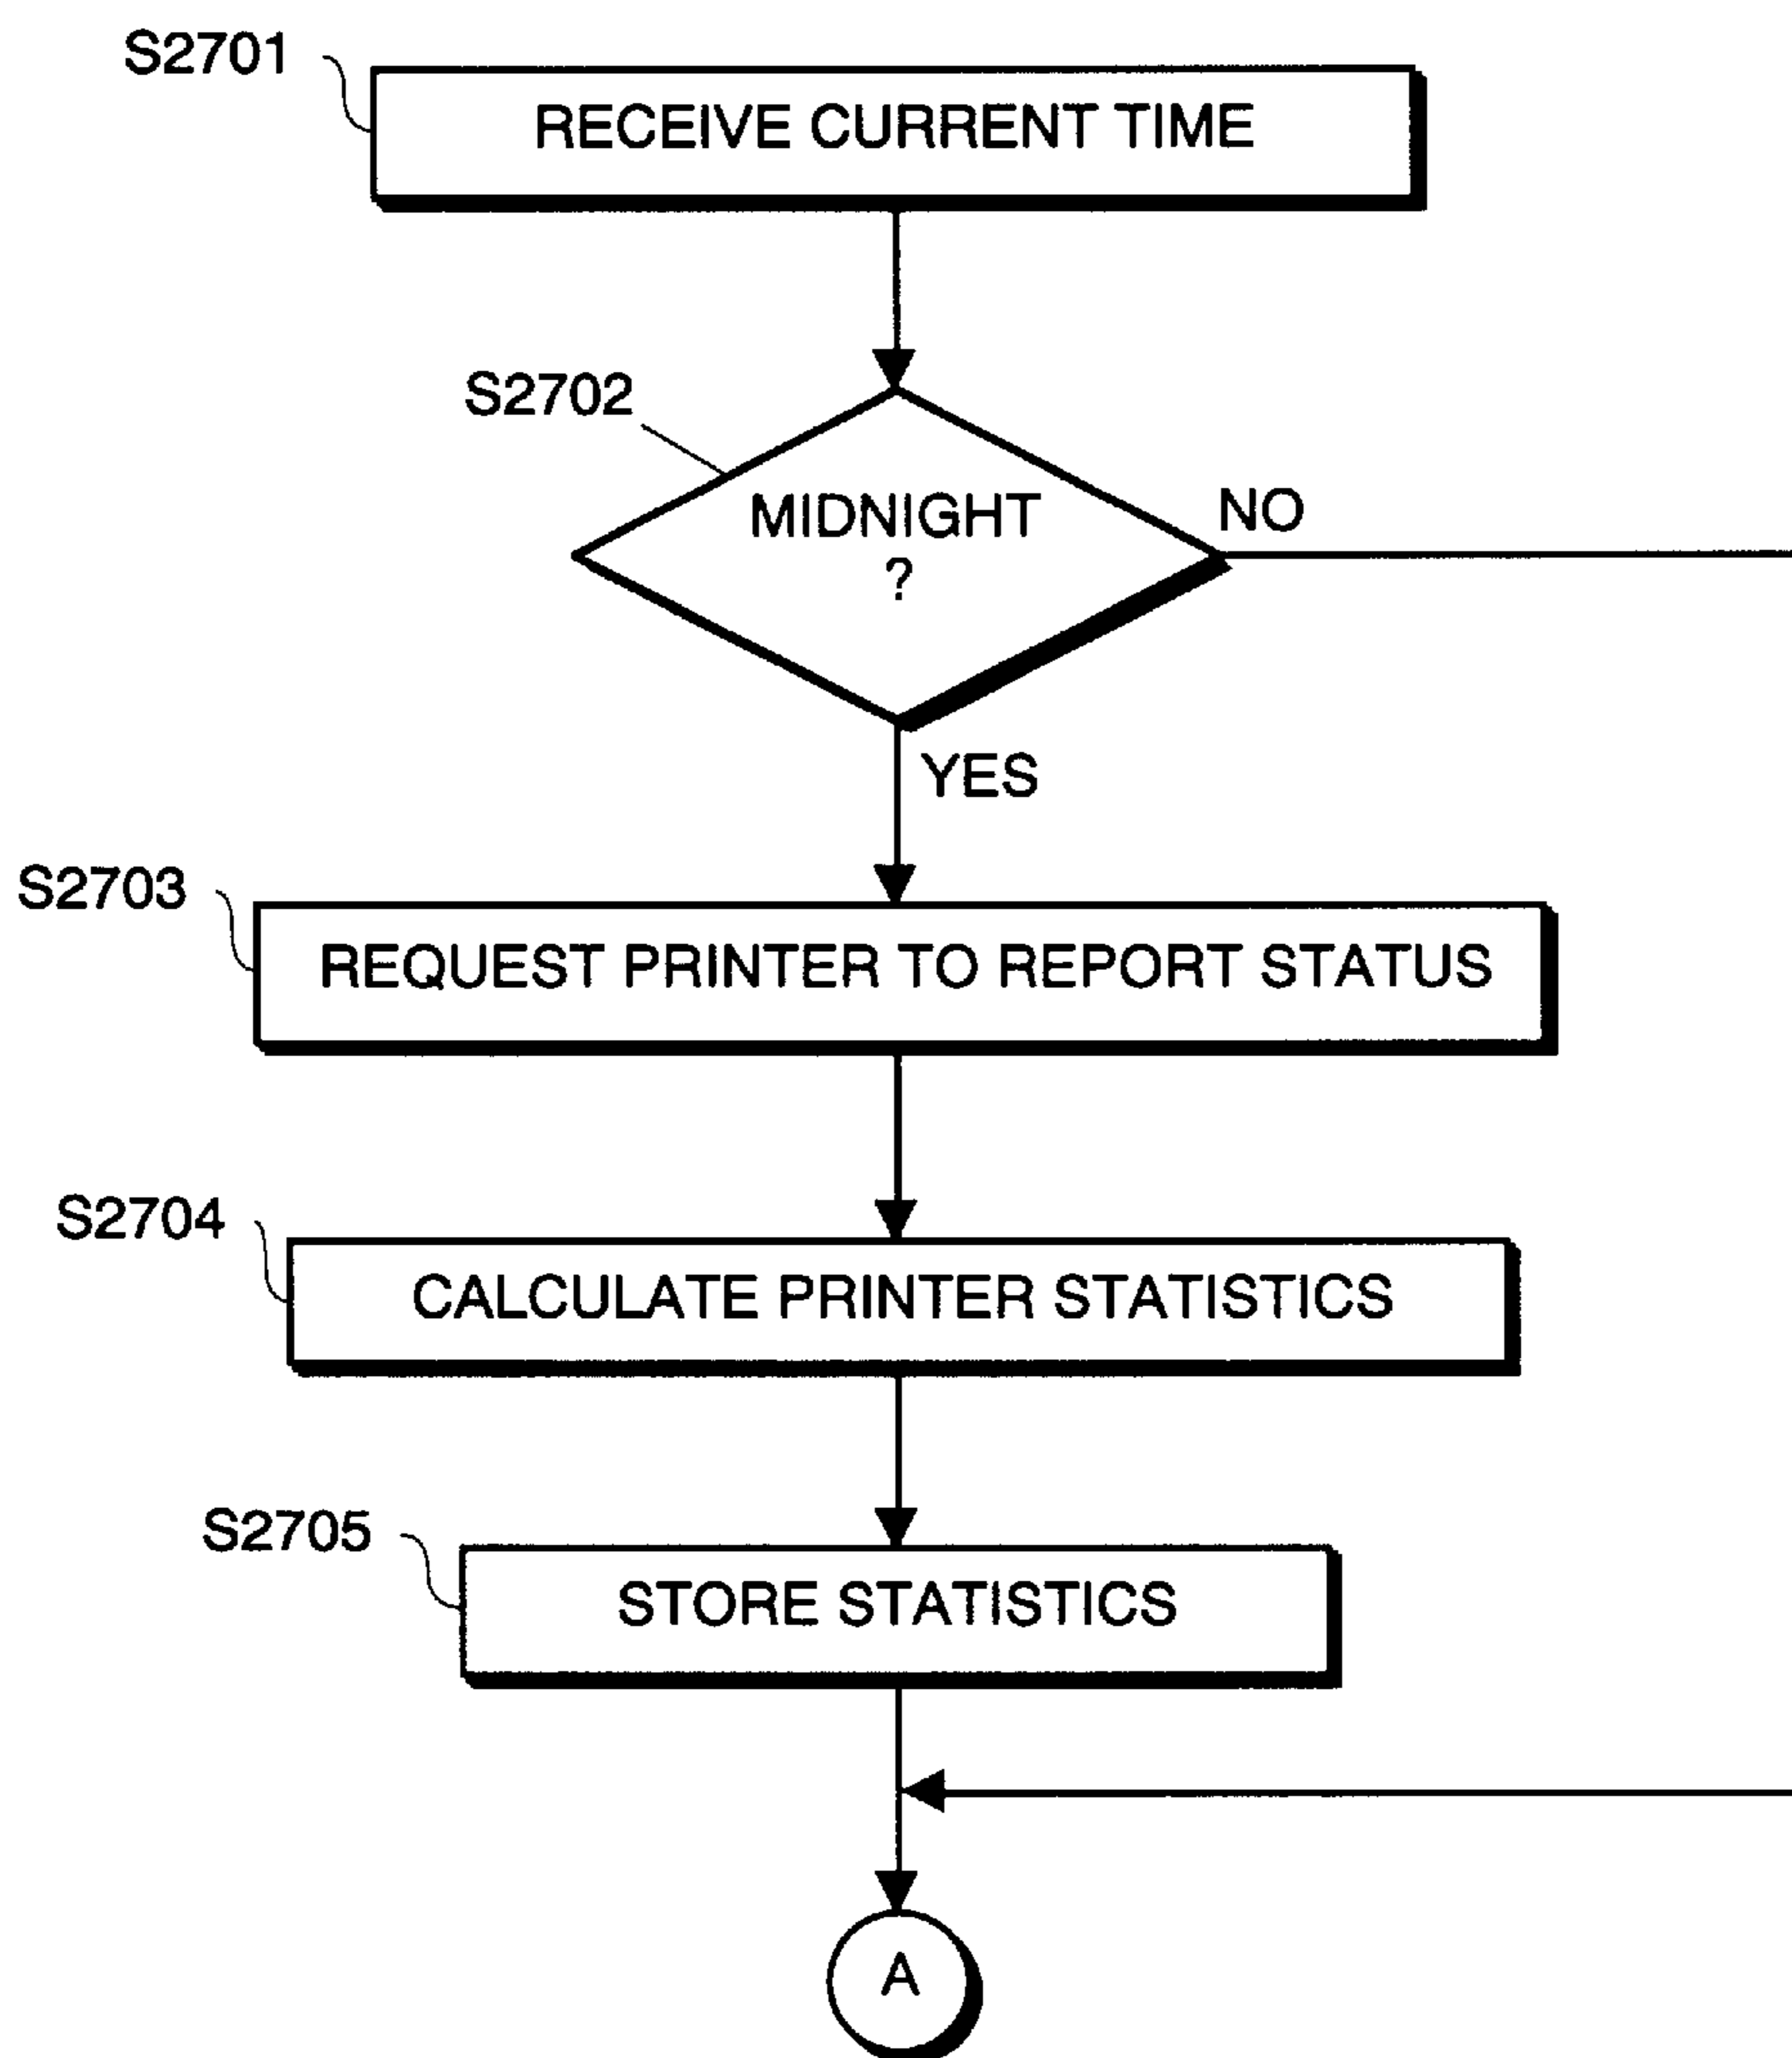 S2701
RECEIVE CURRENT TIME
S2702
MIDNIGHT
?
NO
YES
S2703
REQUEST PRINTER TO REPORT STATUS
S2704
CALCULATE PRINTER STATISTICS
S2705
STORE STATISTICS
A